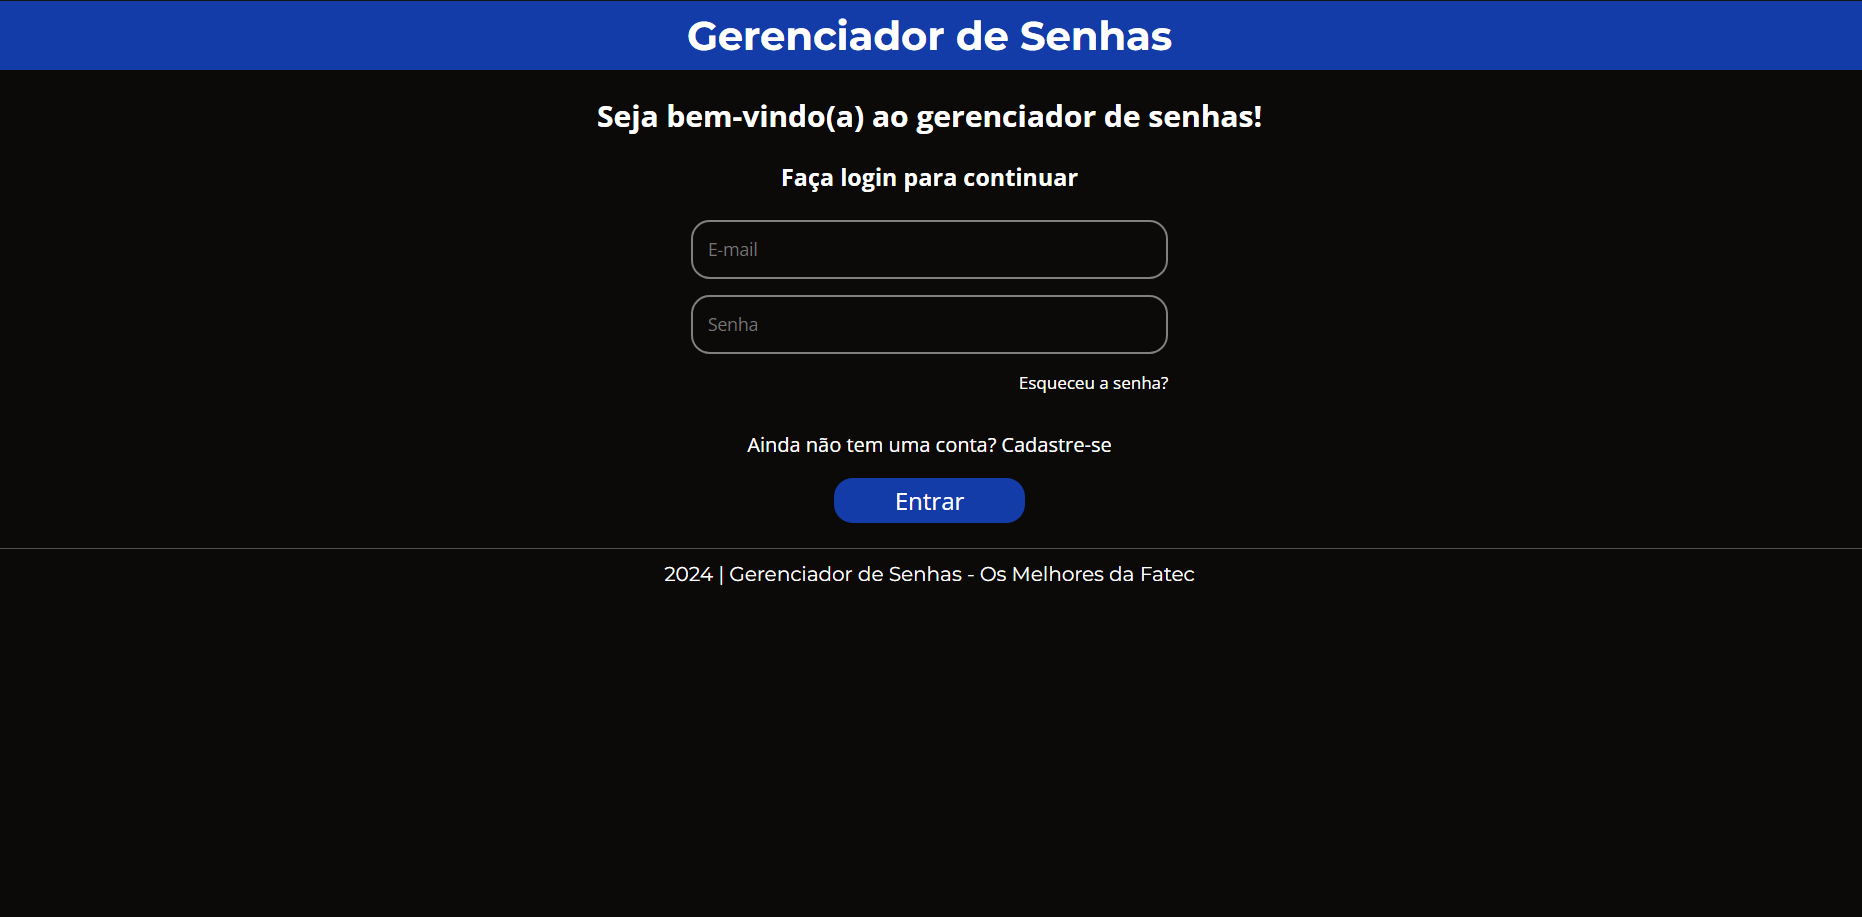 Gerenciador de Senhas
Seja bem-vindo(a) ao gerenciador de senhas!
Faça login para continuar
E-mail
Senha
Esqueceu a senha?
Ainda não tem uma conta? Cadastre-se
Entrar
2024 | Gerenciador de Senhas - Os Melhores da Fatec